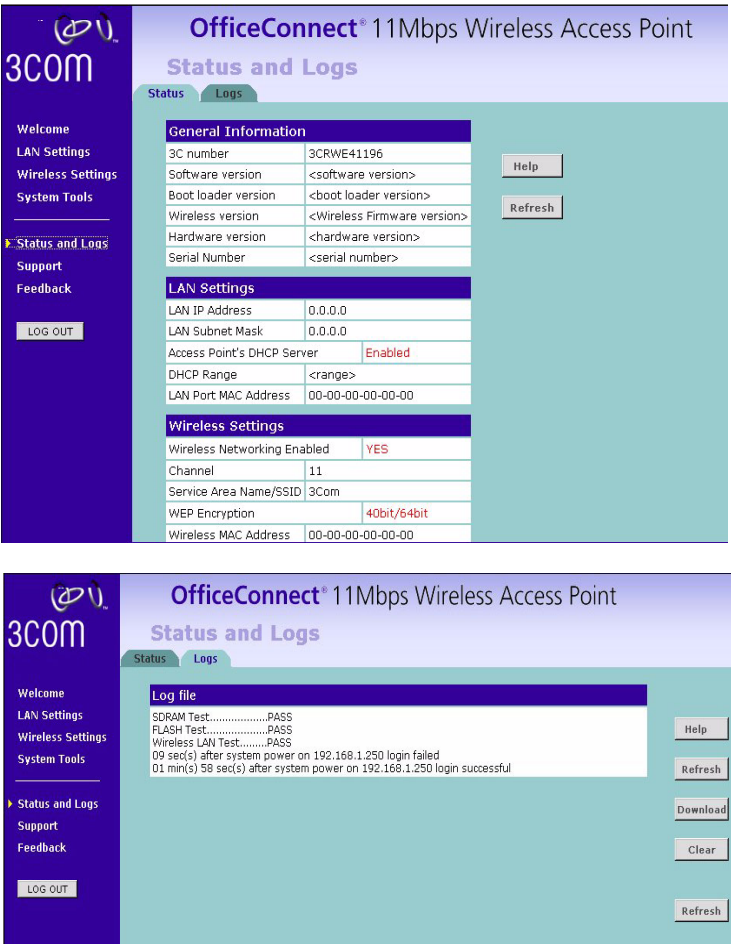 OfficeConnect® 11Mbps Wireless Access Point
3COM
Status and Logs
Status Logs
Welcome
LAN Settings
Wireless Settings
System Tools
Status and Logs
Support
Feedback
LOG OUT
General Information
3C number 3CRWE41196
Software version <software version>
Boot loader version <boot loader version>
Wireless version <Wireless Firmware version>
Hardware version <hardware version>
Serial Number <serial number>
Help
Refresh
LAN Settings
LAN IP Address 0.0.0.0
LAN Subnet Mask 0.0.0.0
Access Point's DHCP Server Enabled
DHCP Range <range>
LAN Port MAC Address 00-00-00-00-00-00
Wireless Settings
Wireless Networking Enabled YES
Channel 11
Service Area Name/SSID 3Com
WEP Encryption 40bit/64bit
Wireless MAC Address 00-00-00-00-00-00
OfficeConnect® 11Mbps Wireless Access Point
3COM
Status and Logs
Status Logs
Welcome
LAN Settings
Wireless Settings
System Tools
Status and Logs
Support
Feedback
LOG OUT
Log file
SDRAM Test...................PASS
FLASH Test....................PASS
Wireless LAN Test.........PASS
09 sec(s) after system power on 192.168.1.250 login failed
01 min(s) 58 sec(s) after system power on 192.168.1.250 login successful
Help
Refresh
Download
Clear
Refresh